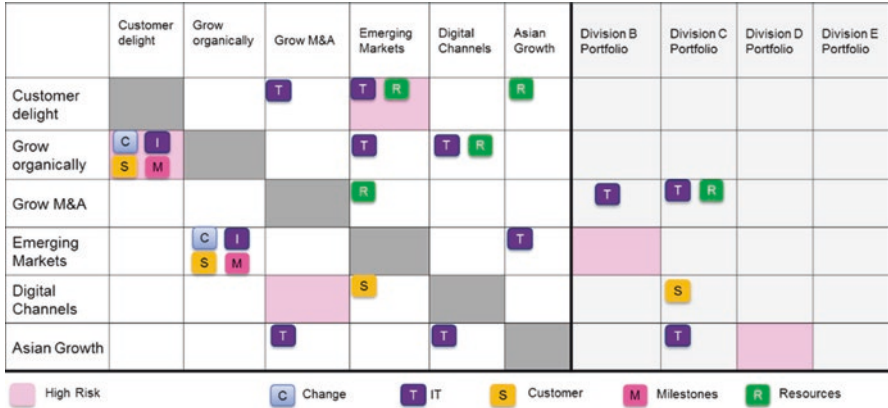 Customer delight
Grow organically
Grow M&A
Emerging Markets
Digital Channels
Asian Growth
Division B Portfolio
Division C Portfolio
Division D Portfolio
Division E Portfolio
Customer delight
T
T R
R
Grow organically
C I
S M
T
T R
Grow M&A
R
T
T R
Emerging Markets
C I
S M
T
Digital Channels
S
S
Asian Growth
T
T
T
High Risk
C Change
T IT
S Customer
M Milestones
R Resources